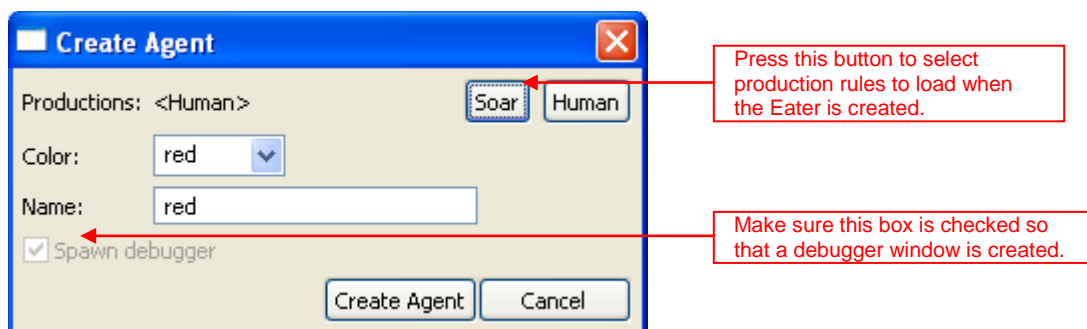 Create Agent
Productions: <Human>
Soar
Human
Press this button to select
production rules to load when
the Eater is created.
Color:
red
Name:
red
Make sure this box is checked so
that a debugger window is created.
Spawn debugger
Create Agent
Cancel